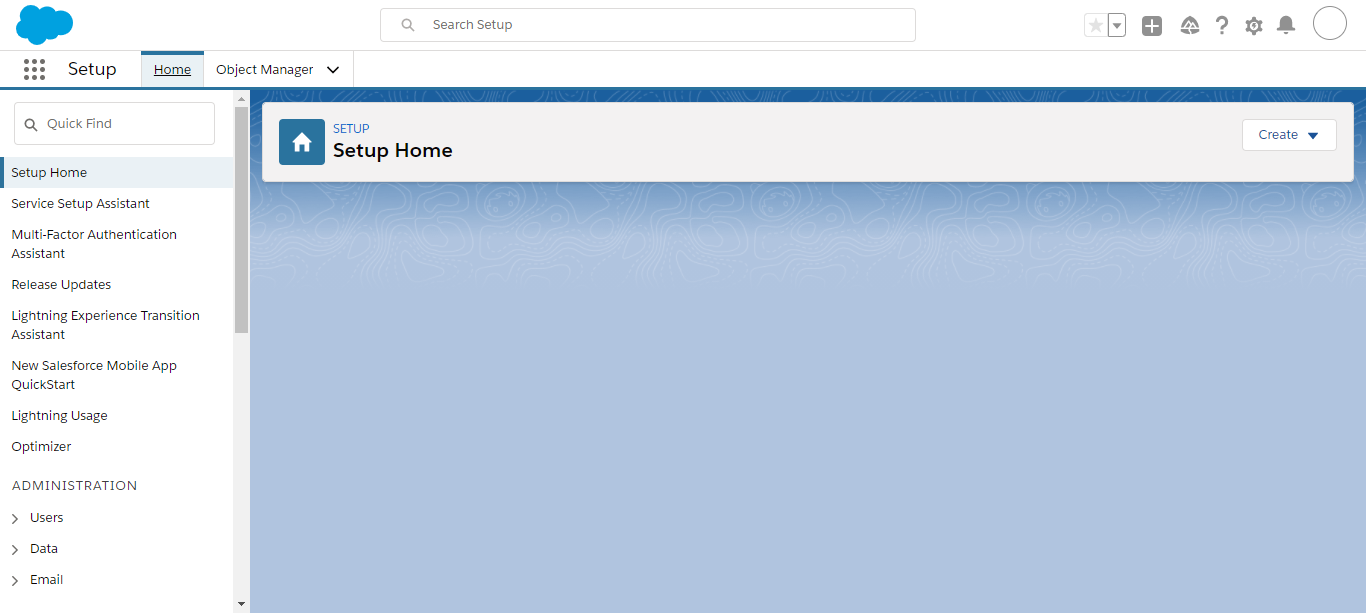 Search Setup
Setup
Home
Object Manager
Quick Find
Setup Home
Service Setup Assistant
Multi-Factor Authentication
Assistant
Release Updates
Lightning Experience Transition
Assistant
New Salesforce Mobile App
QuickStart
Lightning Usage
Optimizer
ADMINISTRATION
Users
Data
Email
SETUP
Setup Home
Create